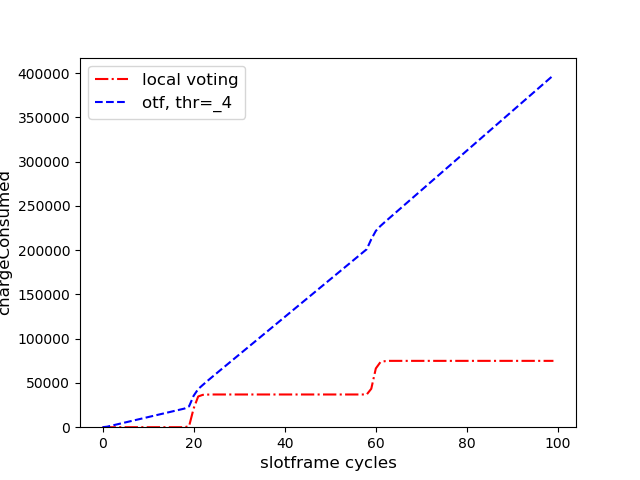 local voting
otf, thr=_4
400000
350000
300000
250000
200000
150000
100000
50000
0
chargeConsumed
0 20 40 60 80 100
slotframe cycles